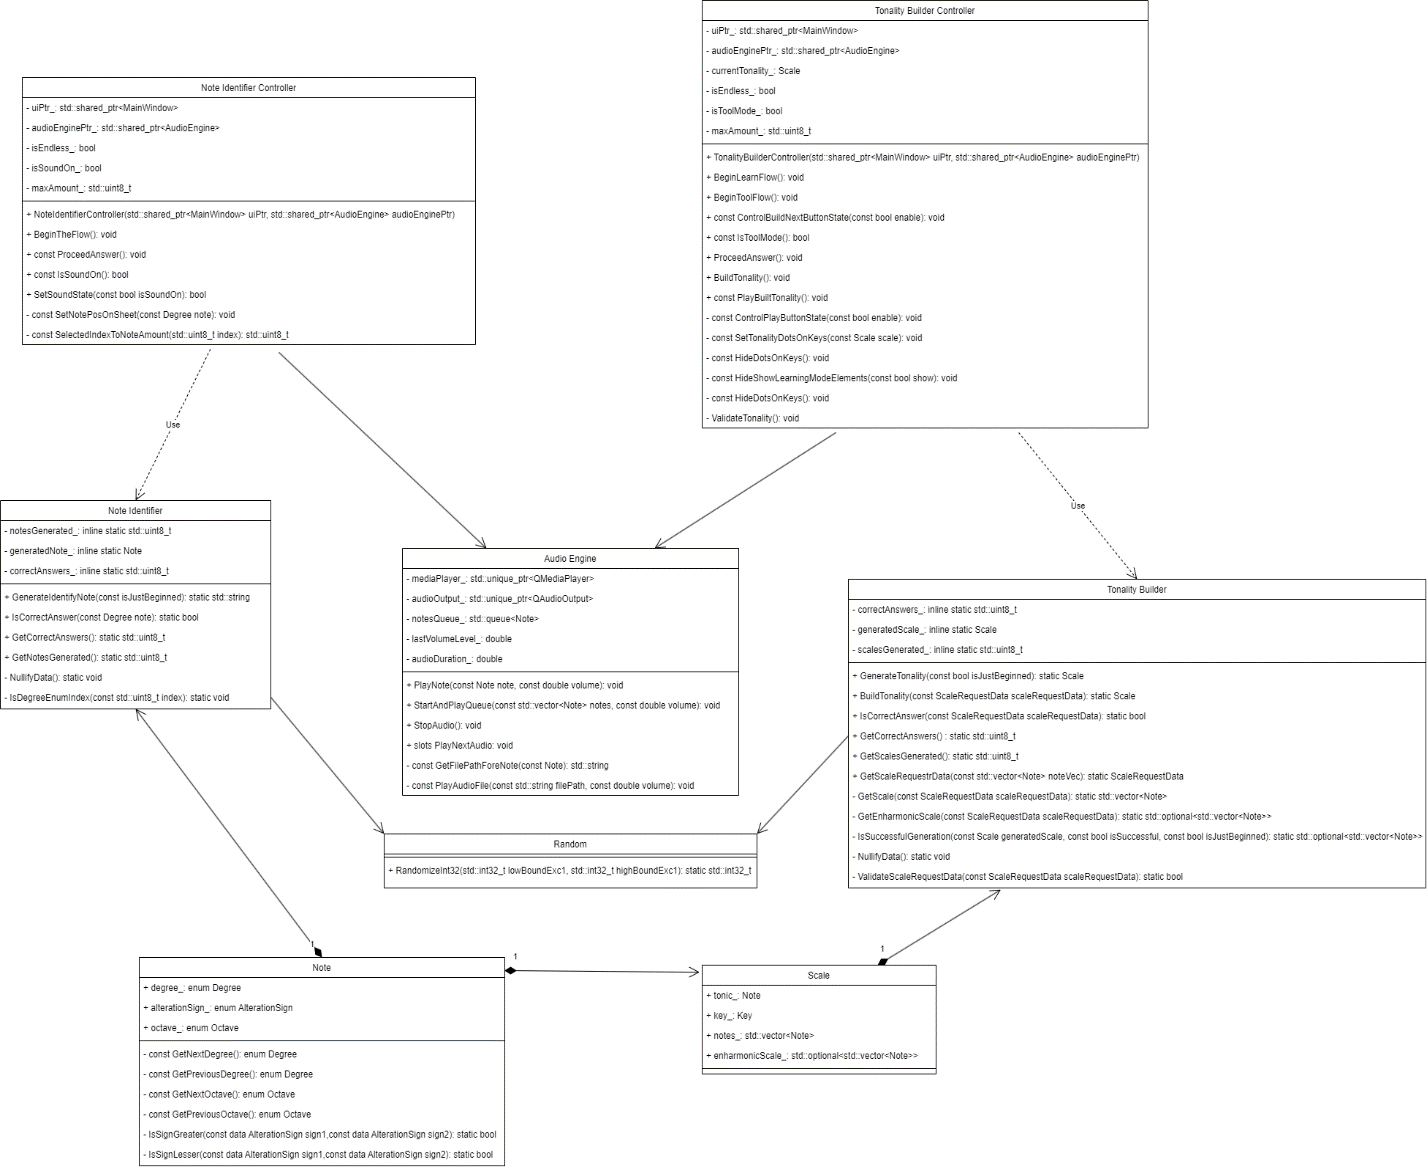 Tonality Builder Controller
- uiPtr_: std::shared_ptr<MainWindow>
- audioEnginePtr_: std::shared_ptr<AudioEngine>
- currentTonality_: Scale
- isEndless_: bool
- isToolMode_: bool
- maxAmount_: std::uint8_t
+ TonalityBuilderController(std::shared_ptr<MainWindow> uiPtr, std::shared_ptr<AudioEngine> audioEnginePtr)
+ BeginLearnFlow(): void
+ BeginToolFlow(): void
+ const ControlBuildNextButtonState(const bool enable): void
+ const IsToolMode(): bool
+ ProceedAnswer(): void
+ BuildTonality(): void
+ const PlayBuiltTonality(): void
- const ControlPlayButtonState(const bool enable): void
- const SetTonalityDotsOnKeys(const Scale scale): void
- const HideDotsOnKeys(): void
- const HideShowLearningModeElements(const bool show): void
- const HideDotsOnKeys(): void
- ValidateTonality(): void
Note Identifier Controller
- uiPtr_: std::shared_ptr<MainWindow>
- audioEnginePtr_: std::shared_ptr<AudioEngine>
- isEndless_: bool
- isSoundOn_: bool
- maxAmount_: std::uint8_t
+ NoteIdentifierController(std::shared_ptr<MainWindow> uiPtr, std::shared_ptr<AudioEngine> audioEnginePtr)
+ BeginTheFlow(): void
+ const ProceedAnswer(): void
+ const IsSoundOn(): bool
+ SetSoundState(const bool isSoundOn): bool
- const SetNotePosOnSheet(const Degree note): void
- const SelectedIndexToNoteAmount(std::uint8_t index): std::uint8_t
Use
Use
Note Identifier
- notesGenerated_: inline static std::uint8_t
- generatedNote_: inline static Note
- correctAnswers_: inline static std::uint8_t
+ GenerateIdentifyNote(const isJustBeginned): static std::string
+ IsCorrectAnswer(const Degree note): static bool
+ GetCorrectAnswers(): static std::uint8_t
+ GetNotesGenerated(): static std::uint8_t
- NullifyData(): static void
- IsDegreeEnumIndex(const std::uint8_t index): static void
Audio Engine
- mediaPlayer_: std::unique_ptr<QMediaPlayer>
- audioOutput_: std::unique_ptr<QAudioOutput>
- notesQueue_: std::queue<Note>
- lastVolumeLevel_: double
- audioDuration_: double
+ PlayNote(const Note note, const double volume): void
+ StartAndPlayQueue(const std::vector<Note> notes, const double volume): void
+ StopAudio(): void
+ slots PlayNextAudio: void
- const GetFilePathForeNote(const Note): std::string
- const PlayAudioFile(const std::string filePath, const double volume): void
Tonality Builder
- correctAnswers_: inline static std::uint8_t
- generatedScale_: inline static Scale
- scalesGenerated_: inline static std::uint8_t
+ GenerateTonality(const bool isJustBeginned): static Scale
+ BuildTonality(const ScaleRequestData scaleRequestData): static Scale
+ IsCorrectAnswer(const ScaleRequestData scaleRequestData): static bool
+ GetCorrectAnswers() : static std::uint8_t
+ GetScalesGenerated(): static std::uint8_t
+ GetScaleRequestrData(const std::vector<Note> noteVec): static ScaleRequestData
- GetScale(const ScaleRequestData scaleRequestData): static std::vector<Note>
- GetEnharmonicScale(const ScaleRequestData scaleRequestData): static std::optional<std::vector<Note>>
- IsSuccessfulGeneration(const Scale generatedScale, const bool isSuccessful, const bool isJustBeginned): static std::optional<std::vector<Note>>
- NullifyData(): static void
- ValidateScaleRequestData(const ScaleRequestData scaleRequestData): static bool
Random
+ RandomizeInt32(std::int32_t lowBoundExc1, std::int32_t highBoundExc1): static std::int32_t
1
1
1
Note
+ degree_: enum Degree
+ alterationSign_: enum AlterationSign
+ octave_: enum Octave
- const GetNextDegree(): enum Degree
- const GetPreviousDegree(): enum Degree
- const GetNextOctave(): enum Octave
- const GetPreviousOctave(): enum Octave
- IsSignGreater(const data AlterationSign sign1,const data AlterationSign sign2): static bool
- IsSignLesser(const data AlterationSign sign1,const data AlterationSign sign2): static bool
Scale
+ tonic_: Note
+ key_: Key
+ notes_: std::vector<Note>
+ enharmonicScale_: std::optional<std::vector<Note>>